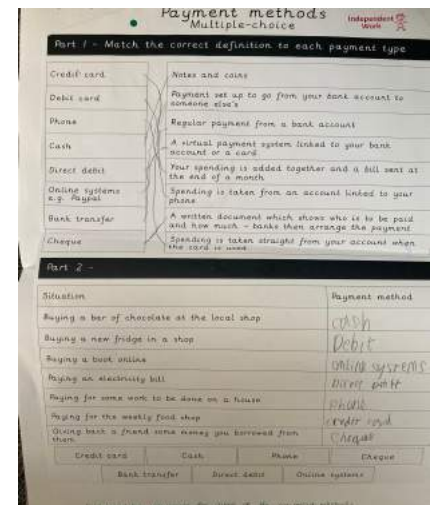 Payment methods
Multiple-choice
Independent
Work
Part 1 - Match the correct definition to each payment type
Credit card
Notes and coins
Debit card
Payment set up to go from your bank account to
someone else's
Phone
Regular payment from a bank account
Cash
A virtual payment system linked to your bank
account or a card
Direct debit
Your spending is added together and a bill sent at
the end of a month
Online systems
e.g. Paypal
Spending is taken from an account linked to your
phone
Bank transfer
A written document which shows who is to be paid
and how much - banks then arrange the payment
Cheque
Spending is taken straight from your account when
the card is used
Part 2 -
Situation
Payment method
Buying a bar of chocolate at the local shop
cash
Buying a new fridge in a shop
Debit
Buying a book online
online systems
Paying an electricity bill
Direct
Paying for some work to be done on a house
Phone
Paying for the weekly food shop
credit card
Giving back a friend some money you borrowed from
them
Cheque
Credit card
Cash
Phone
Cheque
Bank transfer
Direct debit
Online systems